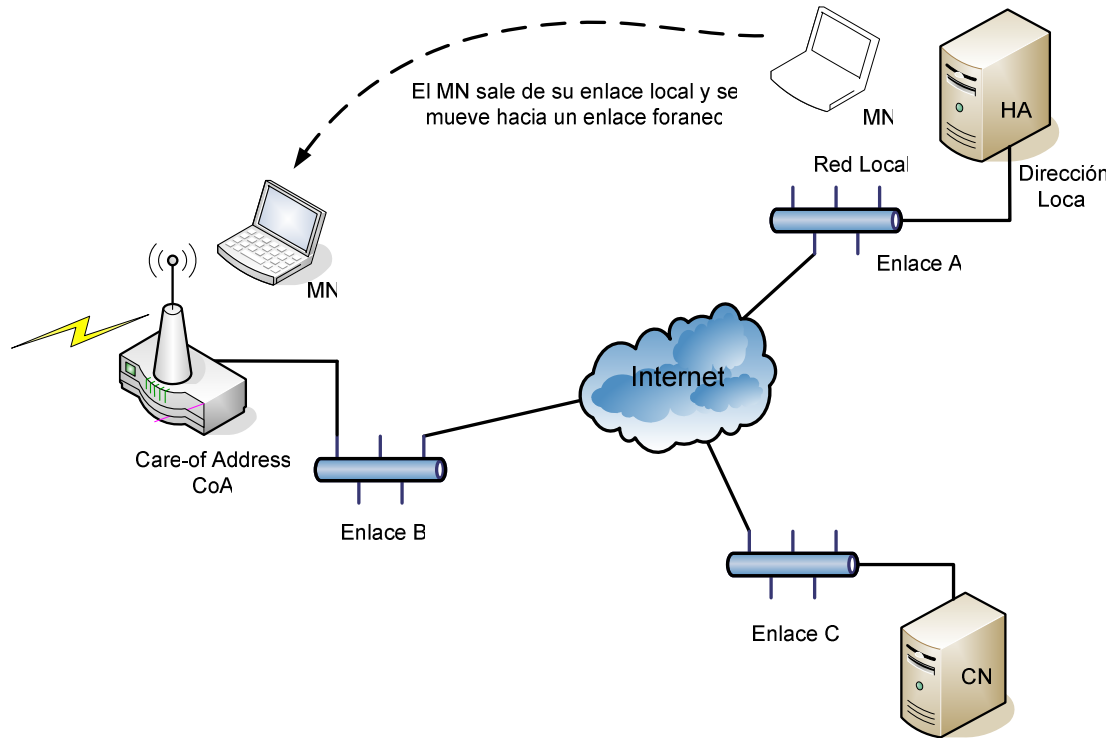 El MN sale de su enlace local y se
mueve hacia un enlace foraneo
MN
HA
Red Local
Dirección
Loca
Enlace A
MN
Internet
Care-of Address
CoA
Enlace B
Enlace C
CN